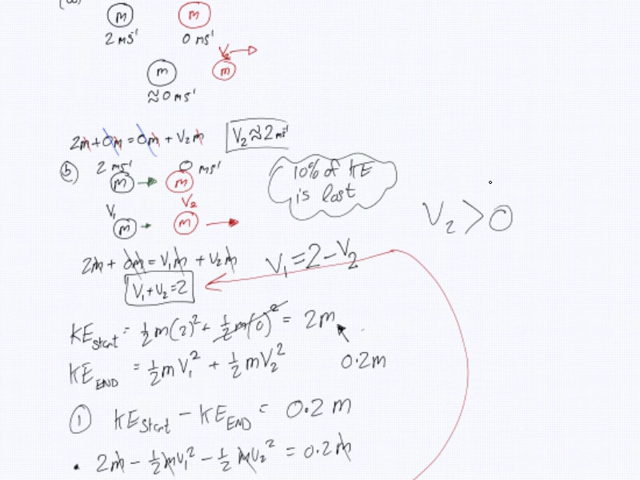 m m
2 ms⁻¹ 0 ms⁻¹
V₂
m m
≈0 ms⁻¹
2m+0m=0m+V₂m V₂≈2ms⁻¹
b) 2 ms⁻¹ 0 ms⁻¹
m m
10% of KE
is lost
V₁ V₂
m m
V₂>0
2m+0m=V₁m+V₂m V₁=2-V₂
V₁+V₂=2
KE_Start = ½m(2)²+½m(0)² = 2m
KE_END = ½mV₁² + ½mV₂² 0.2m
① KE_Start - KE_END = 0.2m
• 2m - ½mV₁² - ½mV₂² = 0.2m